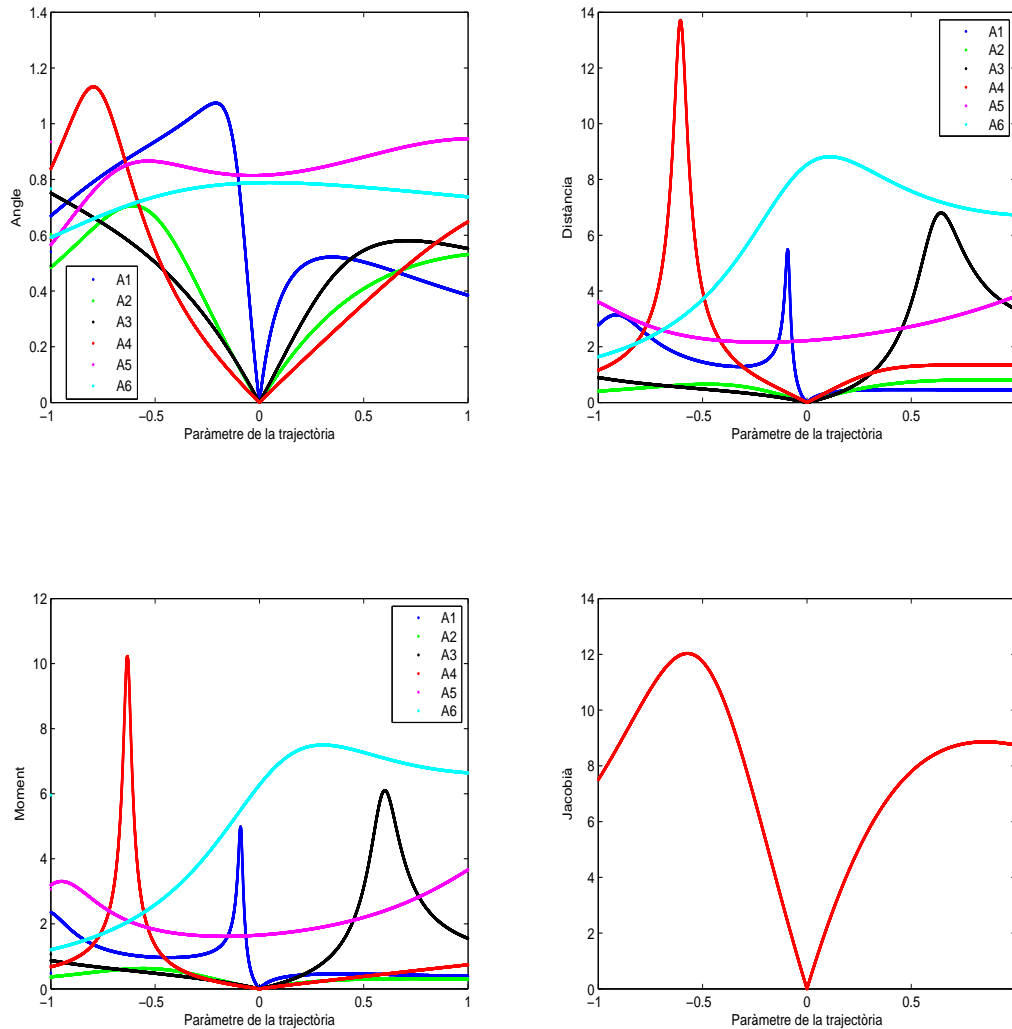 1.4
1.2
1
0.8
0.6
0.4
0.2
0
Angle
A1
A2
A3
A4
A5
A6
−1
−0.5
0
0.5
1
Paràmetre de la trajectòria
14
12
10
8
6
4
2
0
Distància
A1
A2
A3
A4
A5
A6
−1
−0.5
0
0.5
Paràmetre de la trajectòria
12
10
8
6
4
2
0
Moment
A1
A2
A3
A4
A5
A6
−1
−0.5
0
0.5
1
Paràmetre de la trajectòria
14
12
10
8
6
4
2
0
Jacobià
−1
−0.5
0
0.5
Paràmetre de la trajectòria